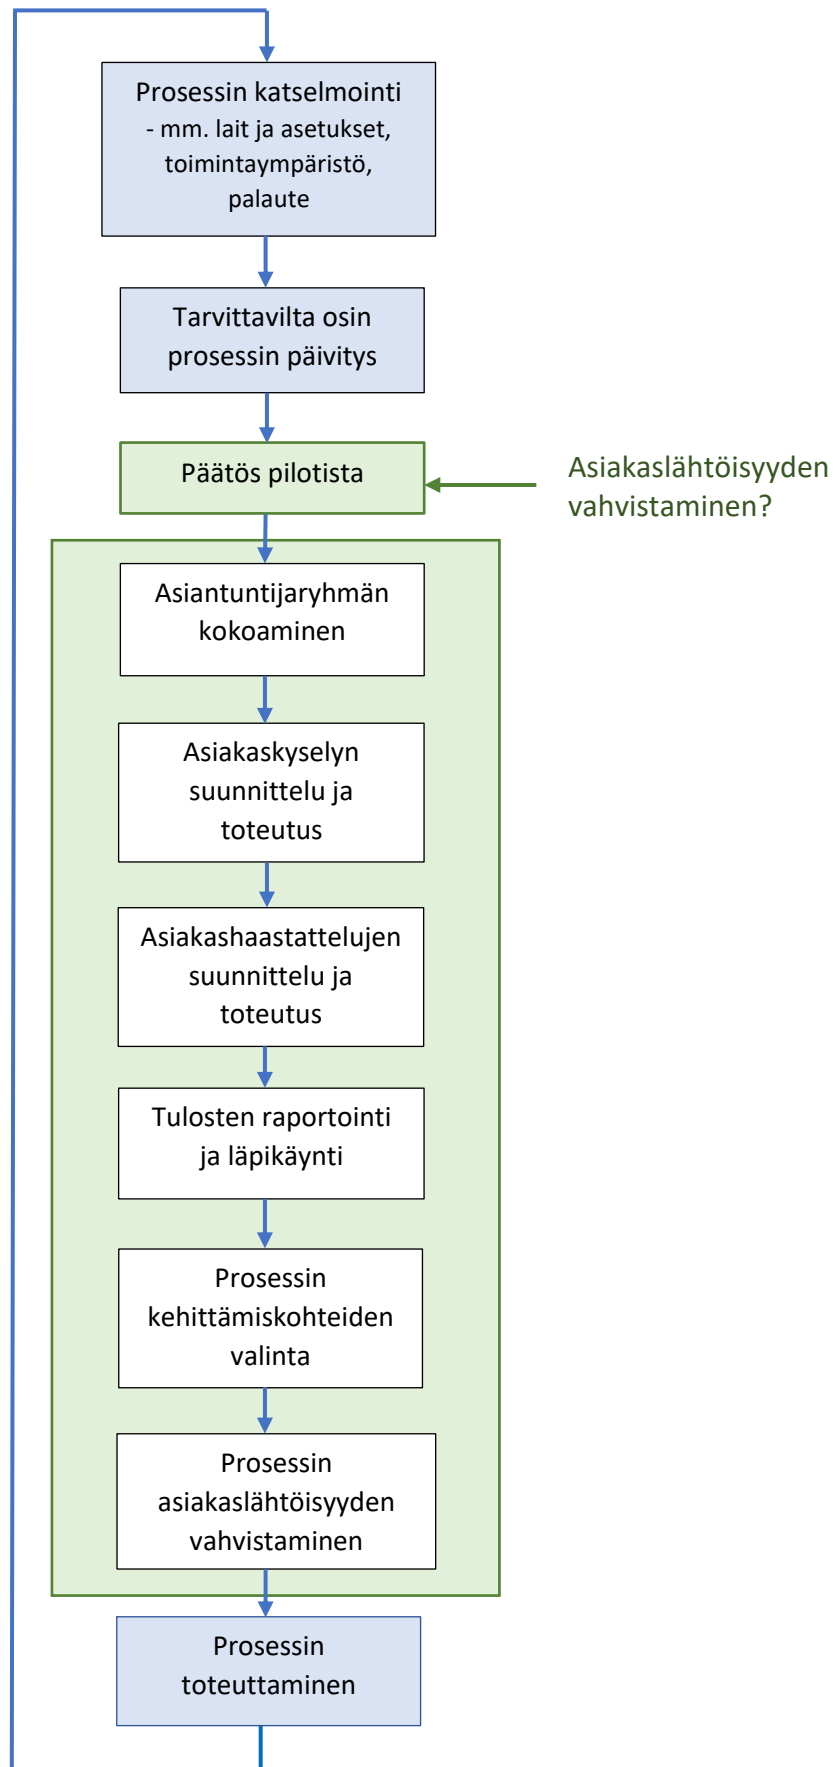 Prosessin katselmointi
- mm. lait ja asetukset,
toimintaympäristö,
palaute
Tarvittavilta osin
prosessin päivitys
Päätös pilotista
Asiakaslähtöisyyden
vahvistaminen?
Asiantuntijaryhmän
kokoaminen
Asiakaskyselyn
suunnittelu ja
toteutus
Asiakashaastattelujen
suunnittelu ja
toteutus
Tulosten raportointi
ja läpikäynti
Prosessin
kehittämiskohteiden
valinta
Prosessin
asiakaslähtöisyyden
vahvistaminen
Prosessin
toteuttaminen